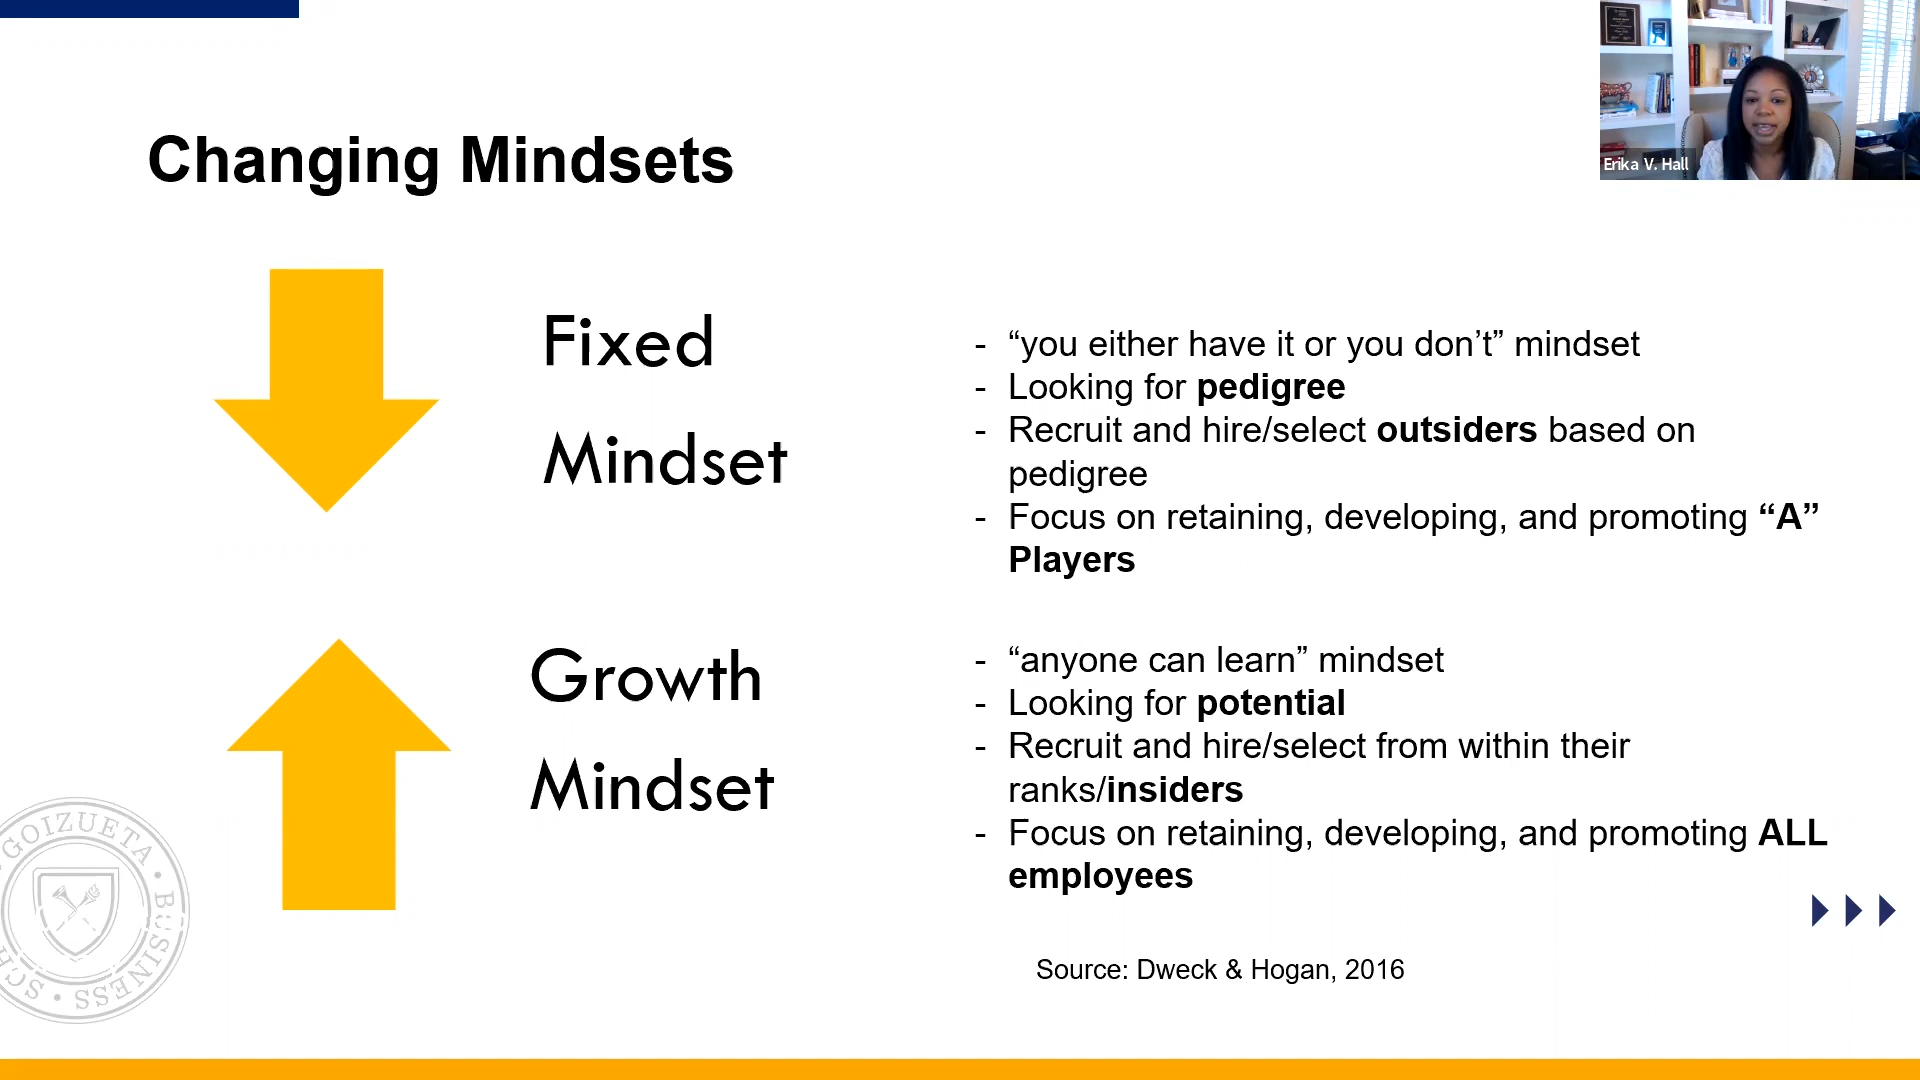 Changing Mindsets
Erika V. Hall
Fixed
Mindset
- “you either have it or you don’t” mindset
- Looking for pedigree
- Recruit and hire/select outsiders based on
pedigree
- Focus on retaining, developing, and promoting “A”
Players
Growth
Mindset
- “anyone can learn” mindset
- Looking for potential
- Recruit and hire/select from within their
ranks/insiders
- Focus on retaining, developing, and promoting ALL
employees
Source: Dweck & Hogan, 2016
GOIZUETA • BUSINESS • SCH